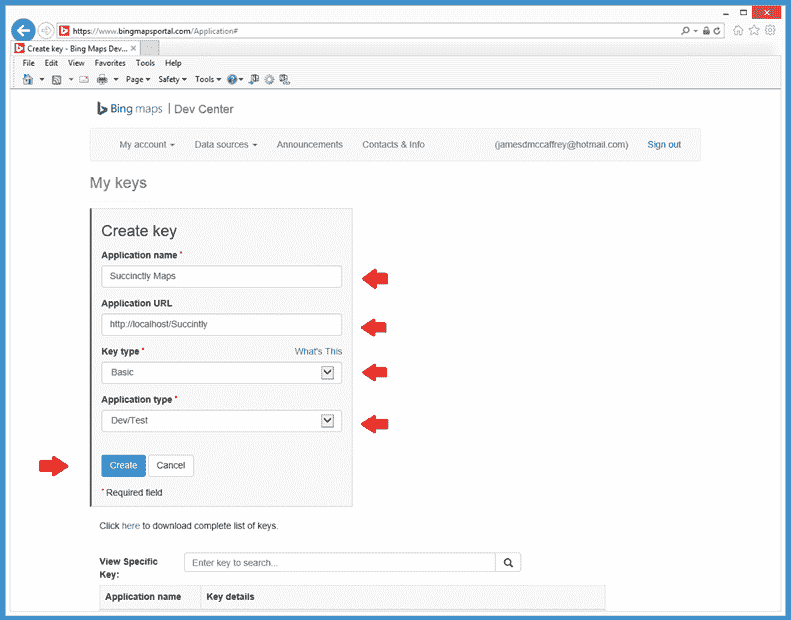 https://www.bingmapsportal.com/Application#
Create key - Bing Maps Dev...
File Edit View Favorites Tools Help
Page Safety Tools
Bing maps | Dev Center
My account Data sources Announcements Contacts & Info (jamesdmccaffrey@hotmail.com) Sign out
My keys
Create key
Application name *
Succinctly Maps
Application URL
http://localhost/Succintly
Key type * What's This
Basic
Application type *
Dev/Test
Create Cancel
* Required field
Click here to download complete list of keys.
View Specific Key:
Enter key to search...
Application name Key details